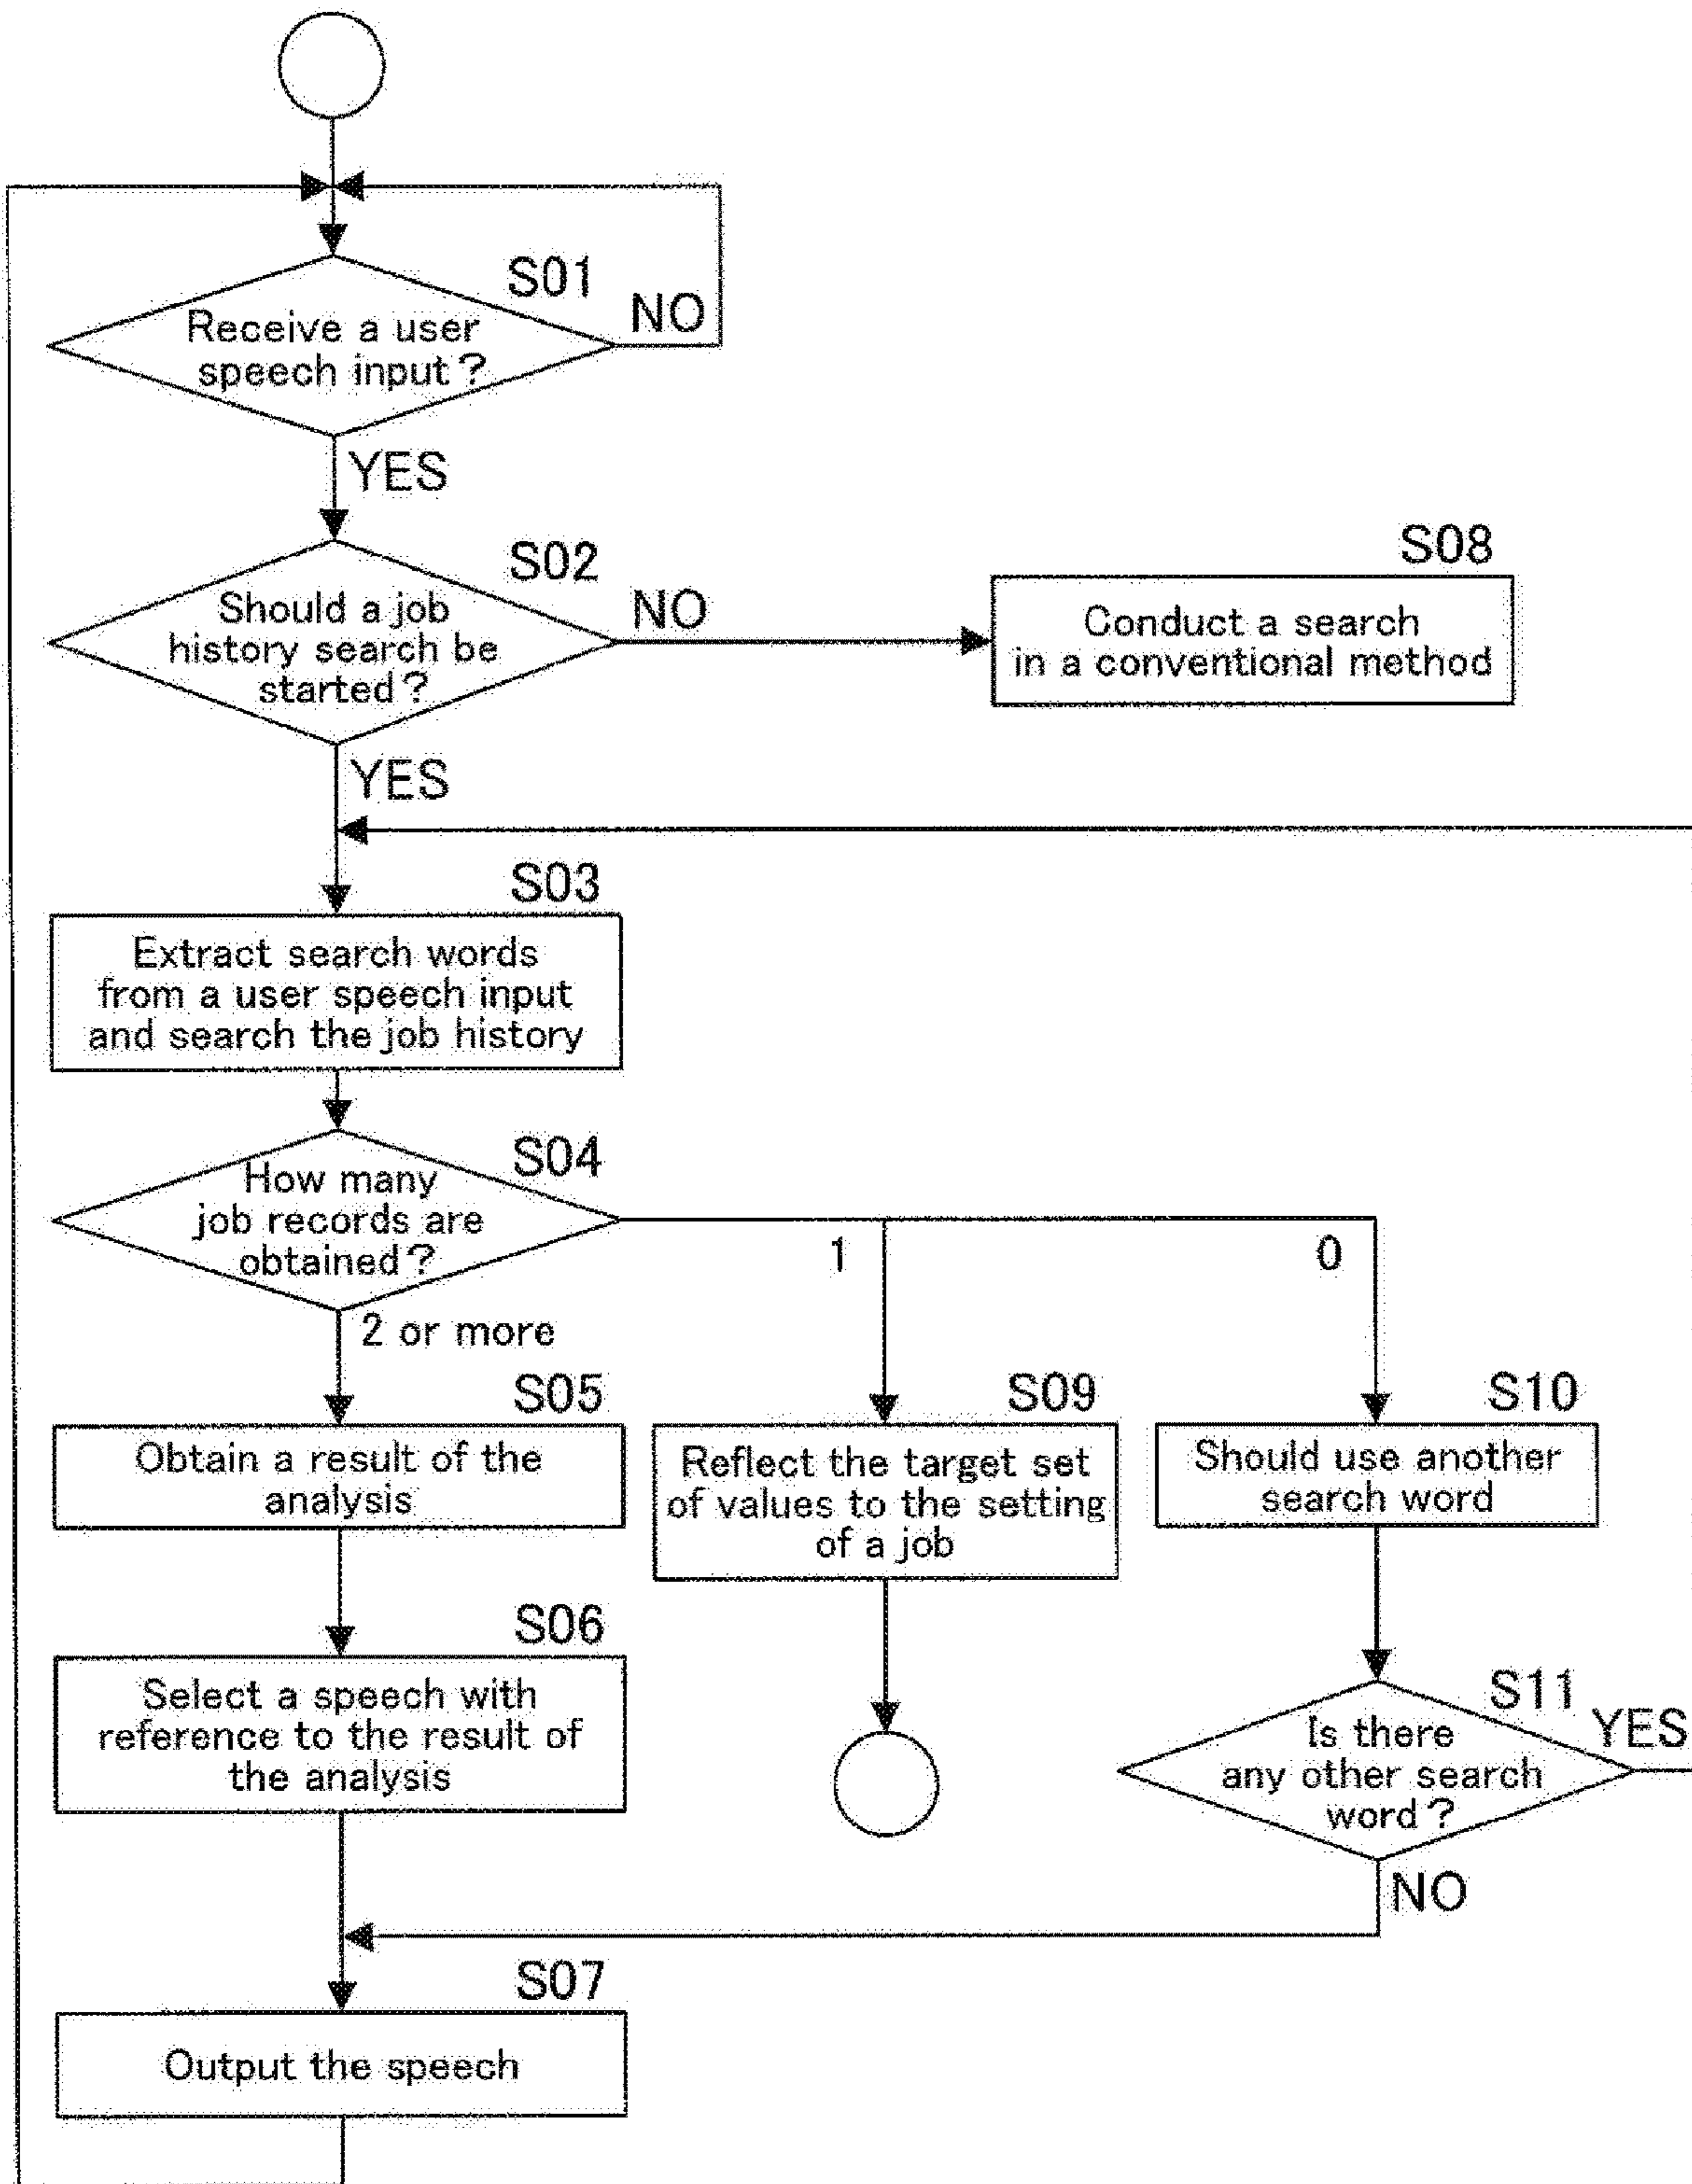 S01
Receive a user
speech input?
NO
YES
S02
Should a job
history search be
started?
NO
S08
Conduct a search
in a conventional method
YES
S03
Extract search words
from a user speech input
and search the job history
S04
How many
job records are
obtained?
1
0
2 or more
S05
Obtain a result of the
analysis
S09
Reflect the target set
of values to the setting
of a job
S10
Should use another
search word
S06
Select a speech with
reference to the result of
the analysis
S11
Is there
any other search
word?
YES
NO
S07
Output the speech